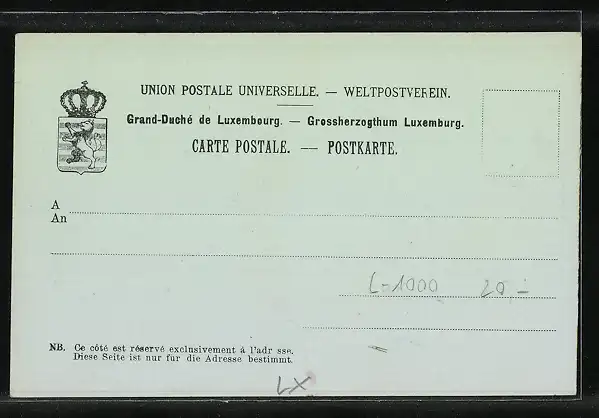 UNION POSTALE UNIVERSELLE. — WELTPOSTVEREIN.
Grand-Duché de Luxembourg. — Grossherzogthum Luxemburg.
CARTE POSTALE. — POSTKARTE.
A
An
L-1000 20,-
NB. Ce côté est réservé exclusivement à l'adr sse.
Diese Seite ist nur für die Adresse bestimmt.
LX